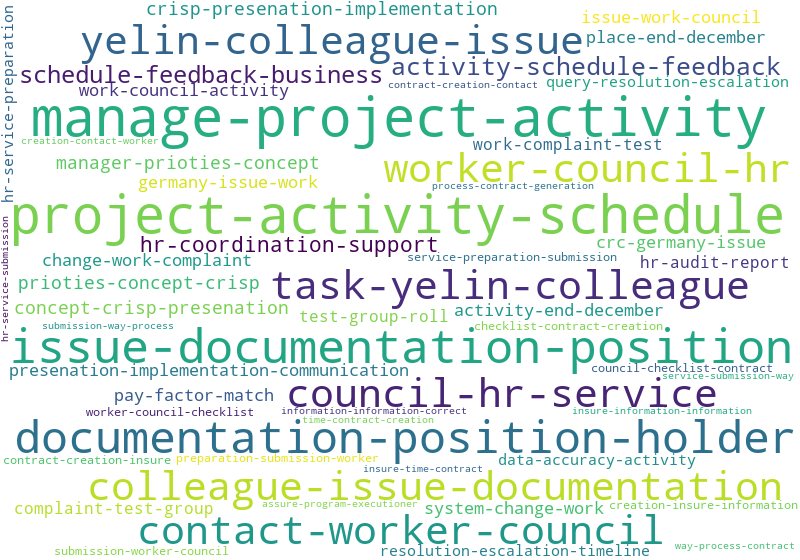 crisp-presenation-implementation
issue-work-council
yelin-colleague-issue
place-end-december
hr-service-preparation
schedule-feedback-business
activity-schedule-feedback
work-council-activity
contract-creation-contact
query-resolution-escalation
manage-project-activity
creation-contact-worker
work-complaint-test
manager-prioties-concept
worker-council-hr
germany-issue-work
process-contract-generation
project-activity-schedule
hr-service-submission
hr-coordination-support
crc-germany-issue
change-work-complaint
service-preparation-submission
hr-audit-report
prioties-concept-crisp
task-yelin-colleague
concept-crisp-presenation
test-group-roll
activity-end-december
submission-way-process
checklist-contract-creation
issue-documentation-position
presenation-implementation-communication
council-checklist-contract
service-submission-way
pay-factor-match
council-hr-service
worker-council-checklist
information-information-correct
insure-information-information
time-contract-creation
documentation-position-holder
contract-creation-insure
preparation-submission-worker
data-accuracy-activity
insure-time-contract
colleague-issue-documentation
complaint-test-group
assure-program-executioner
system-change-work
creation-insure-information
contact-worker-council
way-process-contract
submission-worker-council
resolution-escalation-timeline